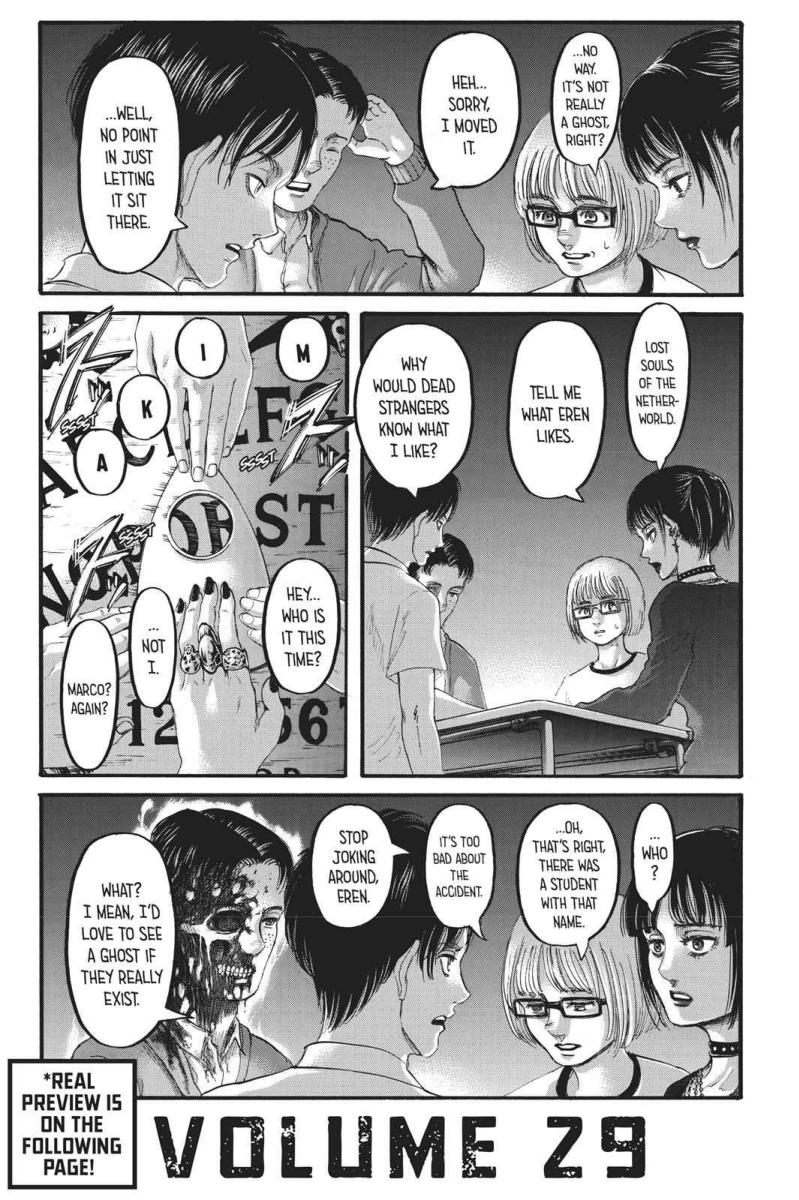 ...NO
WAY.
IT'S NOT
REALLY
A GHOST,
RIGHT?
HEH...
SORRY,
I MOVED
IT.
...WELL,
NO POINT
IN JUST
LETTING
IT SIT
THERE.
LOST
SOULS
OF THE
NETHER-
WORLD.
TELL ME
WHAT EREN
LIKES.
WHY
WOULD DEAD
STRANGERS
KNOW WHAT
I LIKE?
M
I
K
A
SSSST
SSSST
SSSST
HEY...
WHO IS
IT THIS
TIME?
NOT
I.
MARCO?
AGAIN?
...
WHO
?
...OH,
THAT'S RIGHT,
THERE WAS
A STUDENT
WITH THAT
NAME.
IT'S TOO
BAD ABOUT
THE
ACCIDENT.
STOP
JOKING
AROUND,
EREN.
WHAT?
I MEAN, I'D
LOVE TO SEE
A GHOST IF
THEY REALLY
EXIST.
*REAL
PREVIEW IS
ON THE
FOLLOWING
PAGE!
VOLUME 29